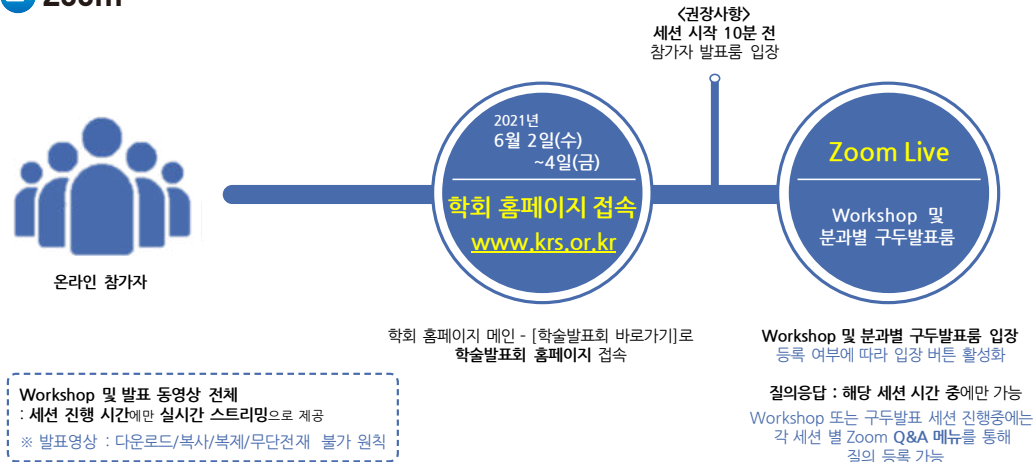 zoom
<권장사항>
세션 시작 10분 전
참가자 발표룸 입장
2021년
6월 2일(수)
~4일(금)
학회 홈페이지 접속
www.krs.or.kr
Zoom Live
Workshop 및
분과별 구두발표룸
온라인 참가자
학회 홈페이지 메인 - [학술발표회 바로가기]로
학술발표회 홈페이지 접속
Workshop 및 분과별 구두발표룸 입장
등록 여부에 따라 입장 버튼 활성화
질의응답 : 해당 세션 시간 중에만 가능
Workshop 또는 구두발표 세션 진행중에는
각 세션 별 Zoom Q&A 메뉴를 통해
질의 등록 가능
Workshop 및 발표 동영상 전체
: 세션 진행 시간에만 실시간 스트리밍으로 제공
※ 발표영상 : 다운로드/복사/복제/무단전재 불가 원칙